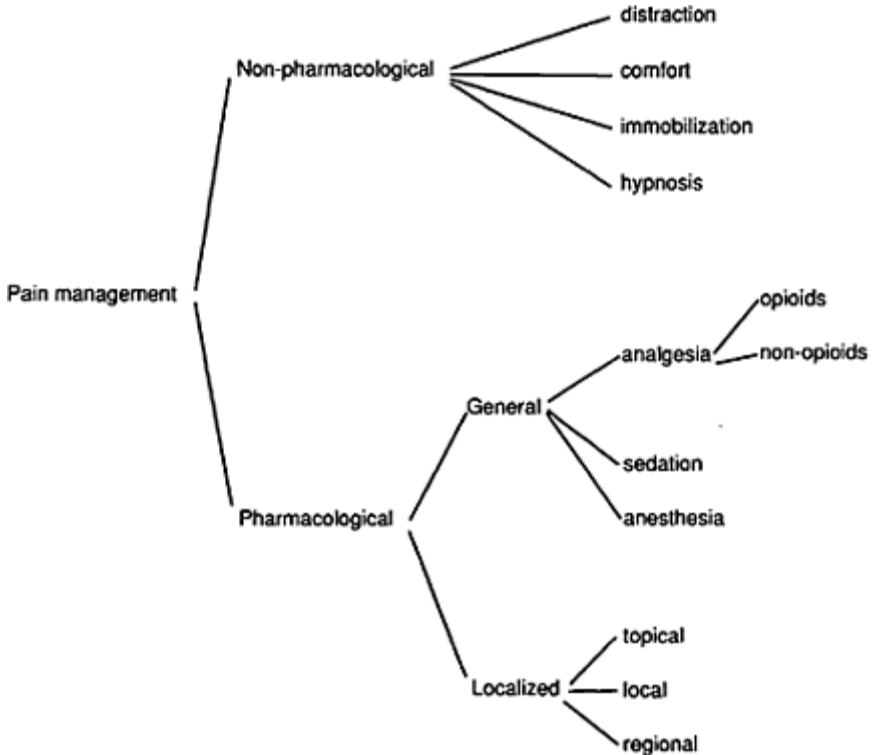 distraction
Non-pharmacological
comfort
immobilization
hypnosis
Pain management
opioids
analgesia
non-opioids
General
sedation
Pharmacological
anesthesia
topical
Localized
local
regional